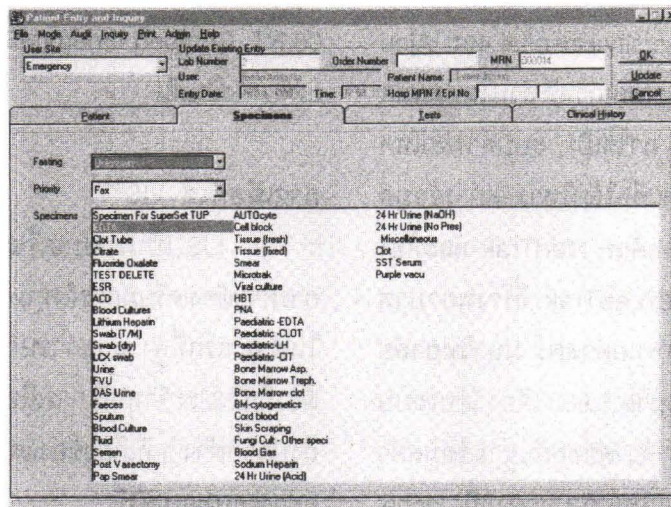 Patient Entry and Inquiry
File Mode Audit Inquiry Print Admin Help
User Site
Emergency
Update Existing Entry
Lab Number Order Number MRN
User: Patient Name:
Entry Date: Time: Hosp MRN / Epi No
OK
Update
Cancel
Patient Specimens Tests Clinical History
Fasting
Priority Fax
Specimens Specimen For SuperSet TUP AUTOcyte 24 Hr Urine (NaOH)
Cell block 24 Hr Urine (No Pres)
Clot Tube Tissue (fresh) Miscellaneous
Citrate Tissue (fixed) Clot
Fluoride Oxalate Smear SST Serum
TEST DELETE Microtrak Purple vacu
ESR Viral culture
ACD HBT
Blood Cultures PNA
Lithium Heparin Paediatric -EDTA
Swab (T/M) Paediatric -CLOT
Swab (dry) Paediatric-LH
LCX swab Paediatric -CIT
Urine Bone Marrow Asp.
FVU Bone Marrow Treph.
DAS Urine Bone Marrow clot
Faeces BM-cytogenetics
Sputum Cord blood
Blood Culture Skin Scraping
Fluid Fungi Cult - Other speci
Semen Blood Gas
Post Vasectomy Sodium Heparin
Pap Smear 24 Hr Urine (Acid)